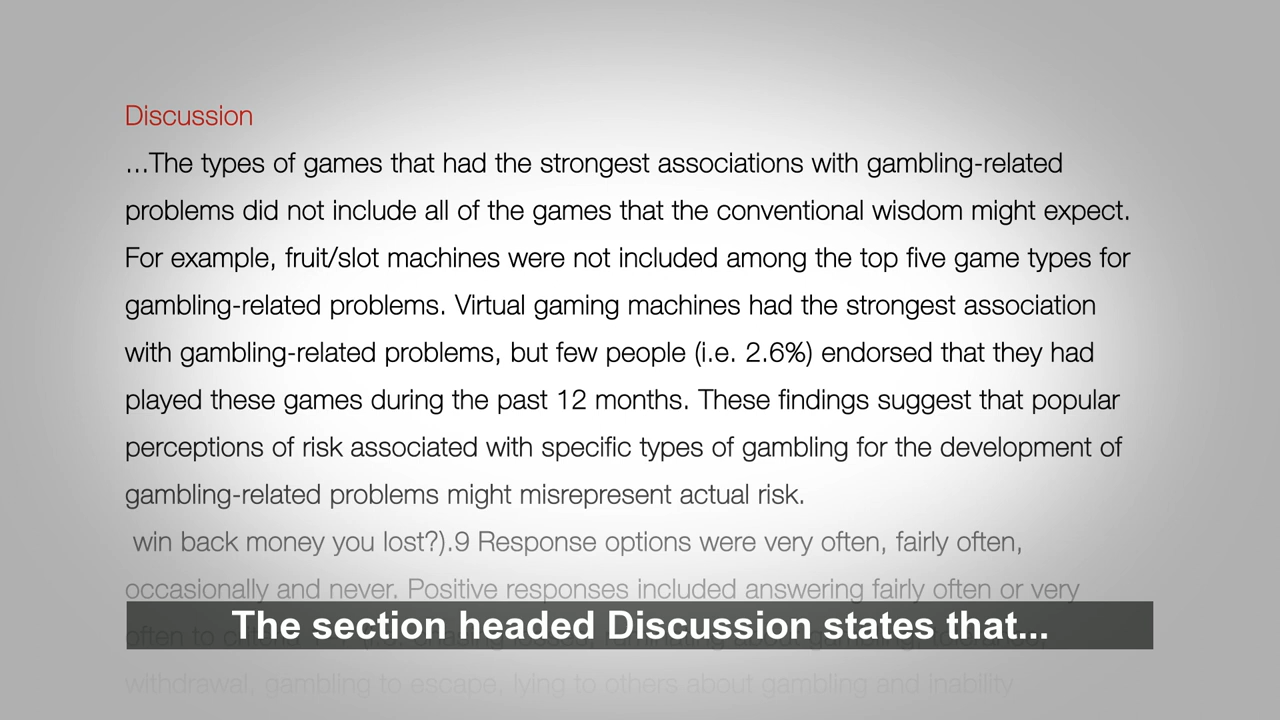 Discussion
...The types of games that had the strongest associations with gambling-related
problems did not include all of the games that the conventional wisdom might expect.
For example, fruit/slot machines were not included among the top five game types for
gambling-related problems. Virtual gaming machines had the strongest association
with gambling-related problems, but few people (i.e. 2.6%) endorsed that they had
played these games during the past 12 months. These findings suggest that popular
perceptions of risk associated with specific types of gambling for the development of
gambling-related problems might misrepresent actual risk.
win back money you lost?).9 Response options were very often, fairly often,
occasionally and never. Positive responses included answering fairly often or very
often to
The section headed Discussion states that...
withdrawal, gambling to escape, lying to others about gambling and inability